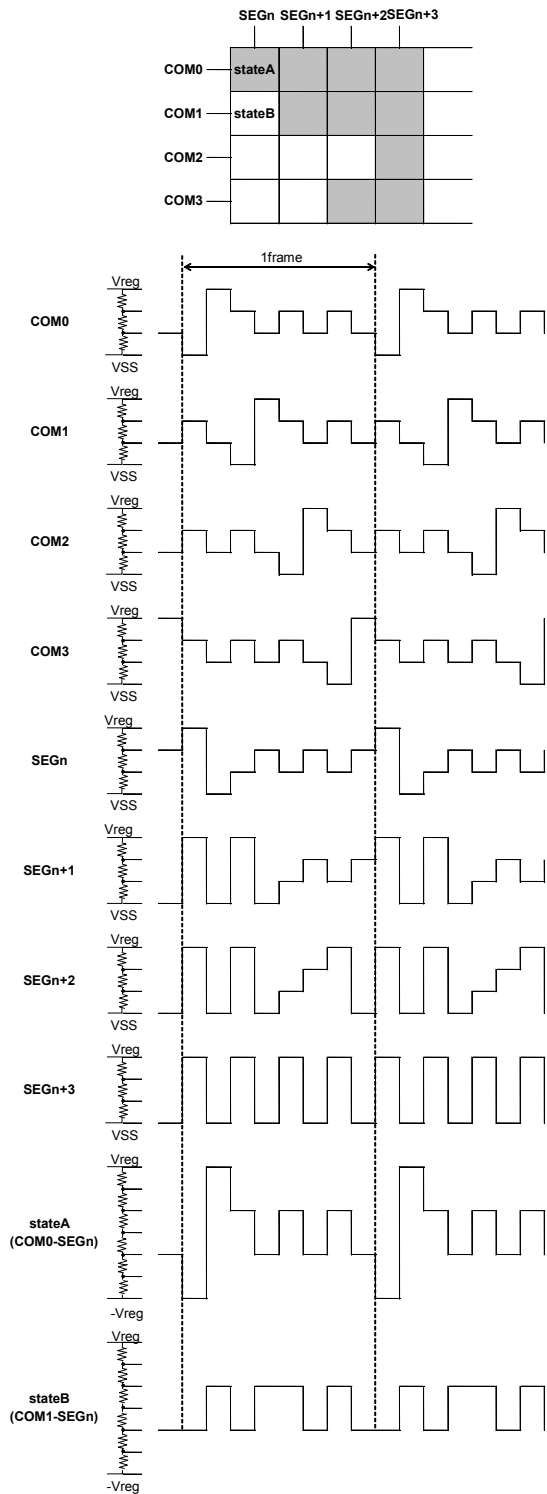 SEGn SEGn+1 SEGn+2 SEGn+3
COM0 stateA
COM1 stateB
COM2
COM3
1frame
Vreg
COM0
VSS
Vreg
COM1
VSS
Vreg
COM2
VSS
Vreg
COM3
VSS
Vreg
SEGn
VSS
Vreg
SEGn+1
VSS
Vreg
SEGn+2
VSS
Vreg
SEGn+3
VSS
Vreg
stateA
(COM0-SEGn)
-Vreg
Vreg
stateB
(COM1-SEGn)
-Vreg